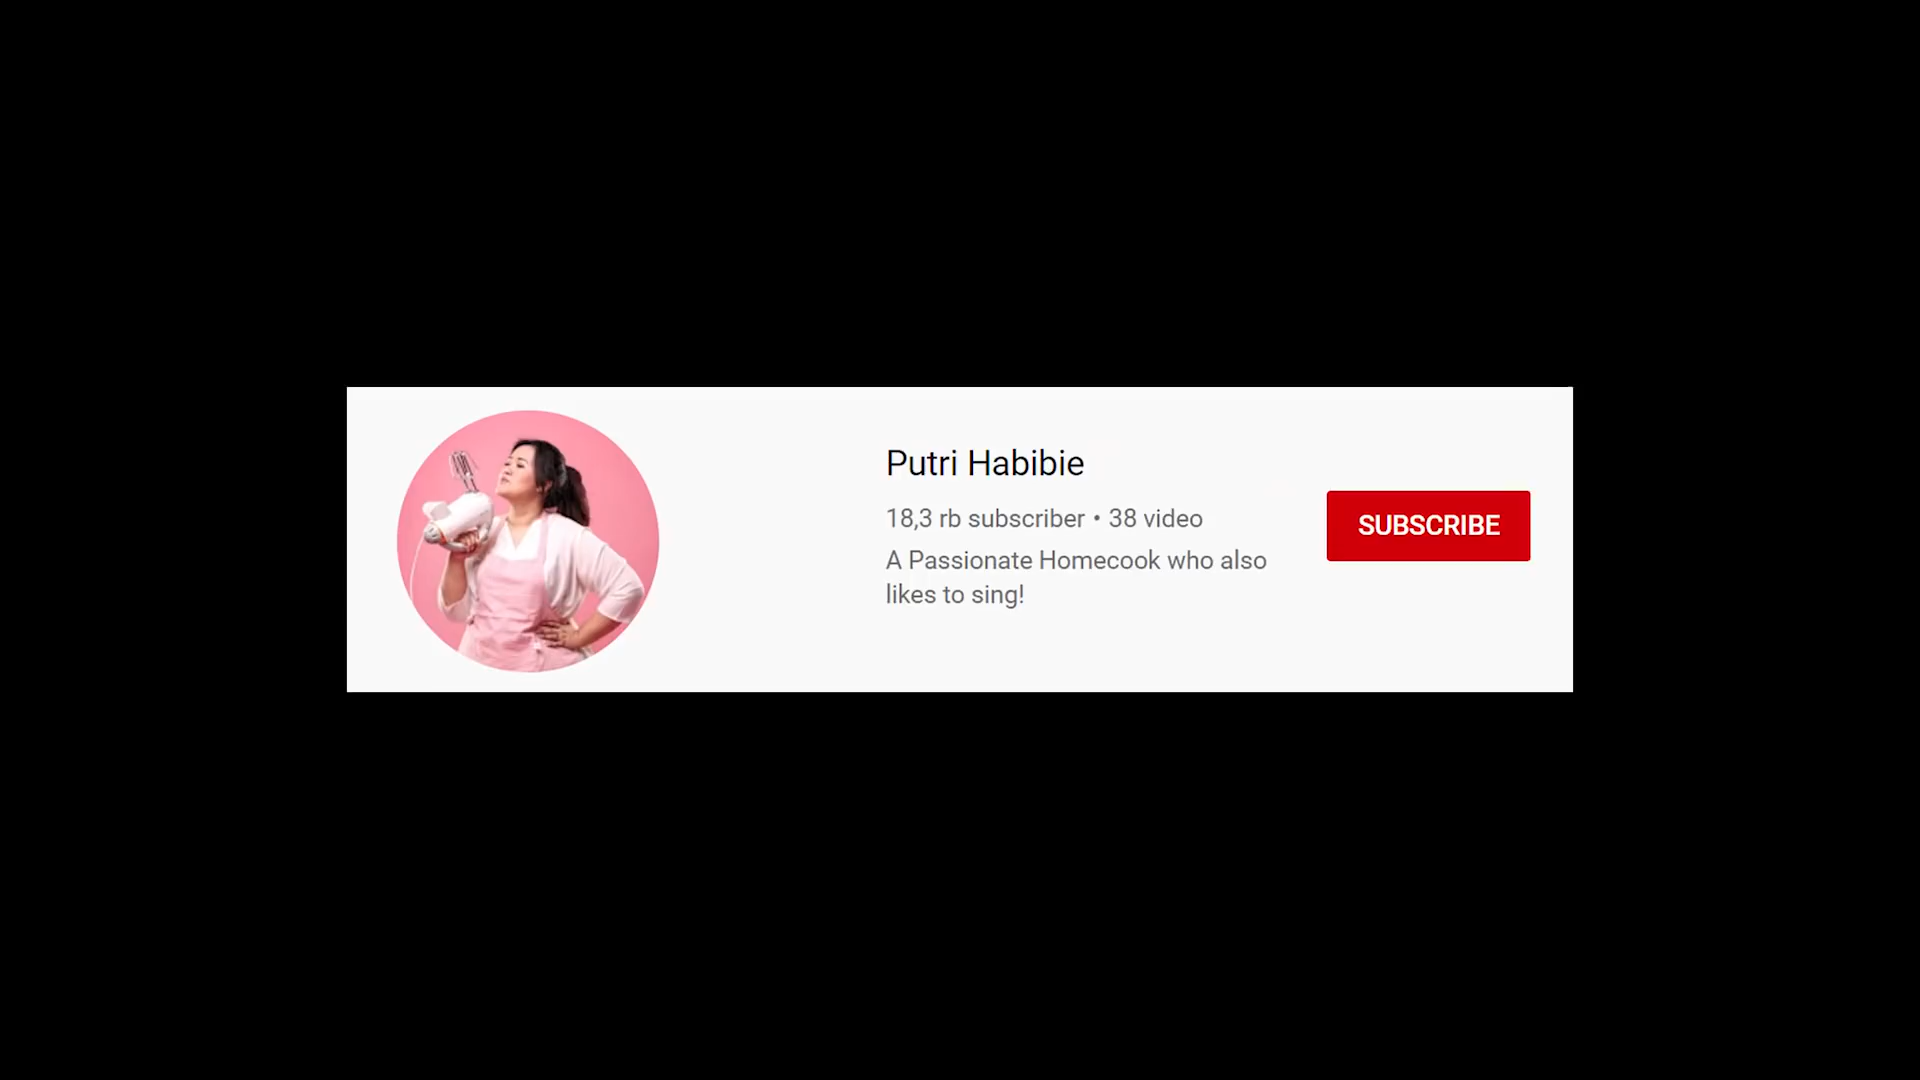 Putri Habibie
18,3 rb subscriber • 38 video
SUBSCRIBE
A Passionate Homecook who also
likes to sing!